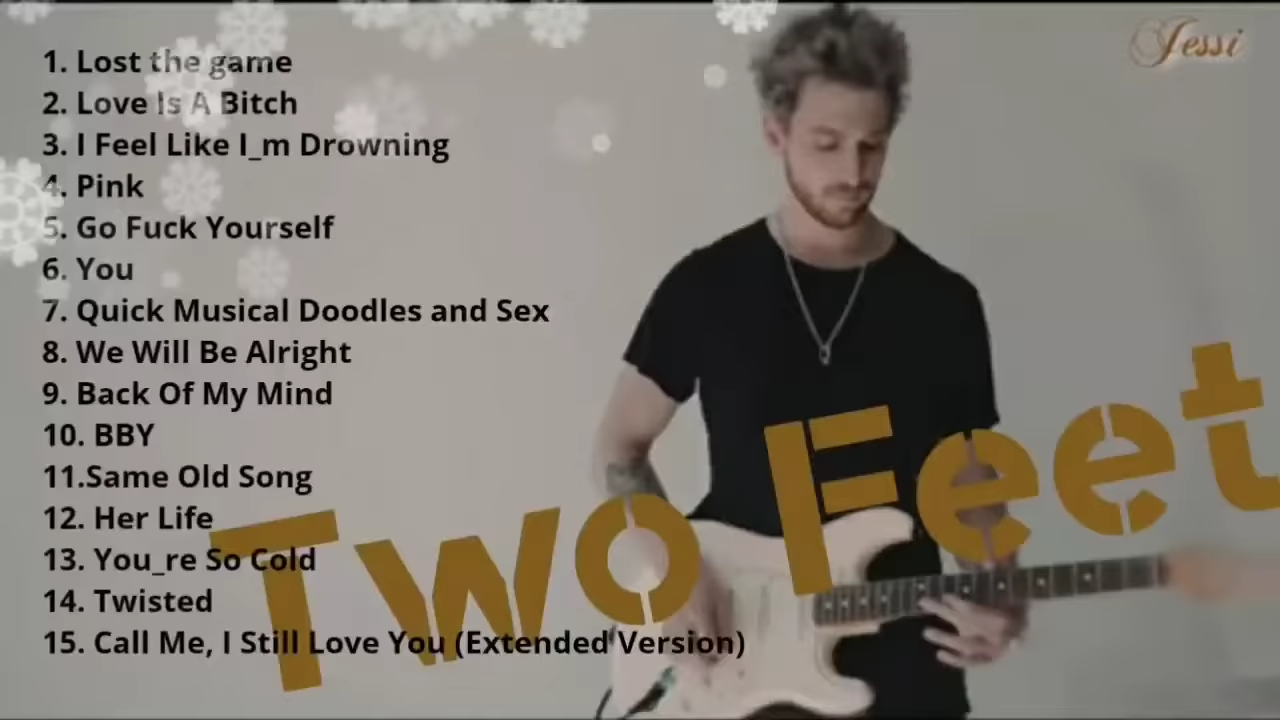 Jessi
1. Lost the game
2. Love Is A Bitch
3. I Feel Like I_m Drowning
4. Pink
5. Go Fuck Yourself
6. You
7. Quick Musical Doodles and Sex
8. We Will Be Alright
9. Back Of My Mind
10. BBY
11.Same Old Song
12. Her Life
13. You_re So Cold
14. Twisted
15. Call Me, I Still Love You (Extended Version)
Two Feet